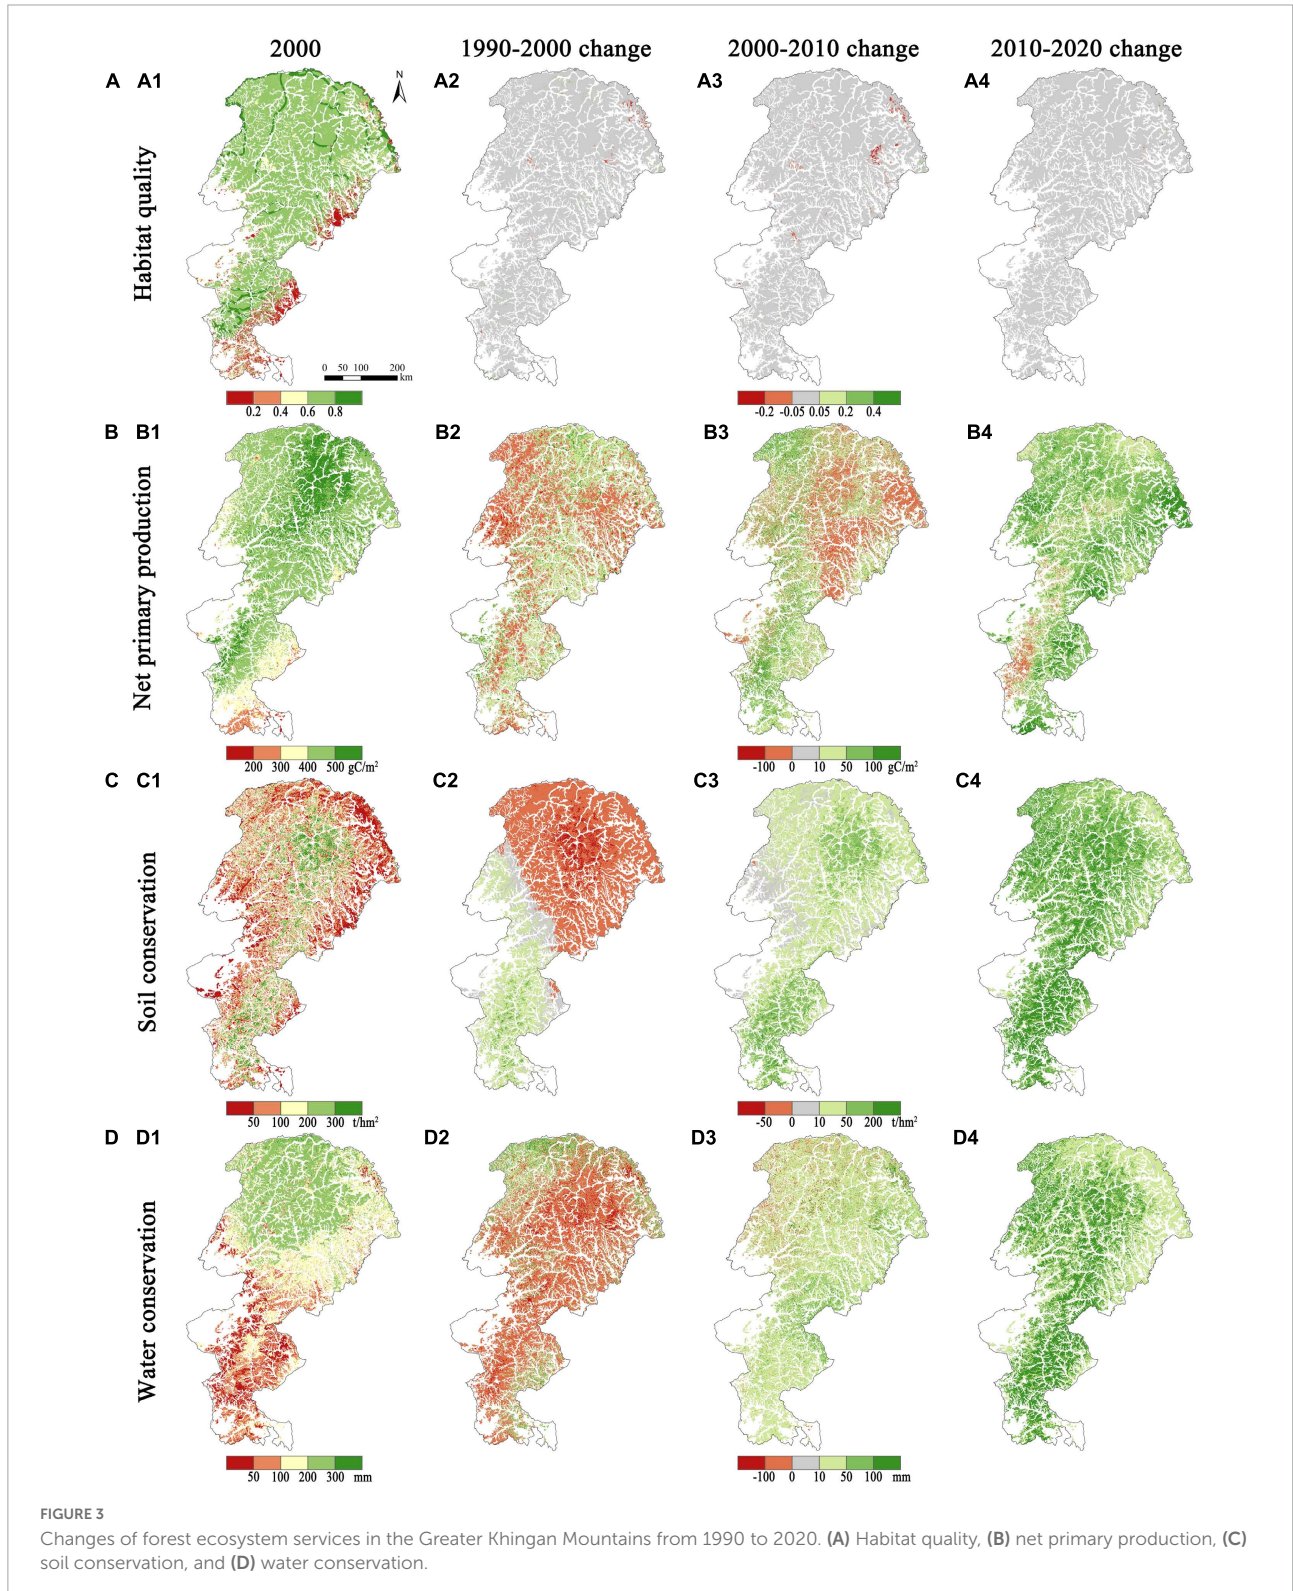 2000 1990-2000 change 2000-2010 change 2010-2020 change
A A1 A2 A3 A4
N
Habitat quality
0 50 100 200
km
0.2 0.4 0.6 0.8
-0.2 -0.05 0.05 0.2 0.4
B B1 B2 B3 B4
Net primary production
200 300 400 500 gC/m²
-100 0 10 50 100 gC/m²
C C1 C2 C3 C4
Soil conservation
50 100 200 300 t/hm²
-50 0 10 50 200 t/hm²
D D1 D2 D3 D4
Water conservation
50 100 200 300 mm
-100 0 10 50 100 mm
FIGURE 3
Changes of forest ecosystem services in the Greater Khingan Mountains from 1990 to 2020. (A) Habitat quality, (B) net primary production, (C)
soil conservation, and (D) water conservation.